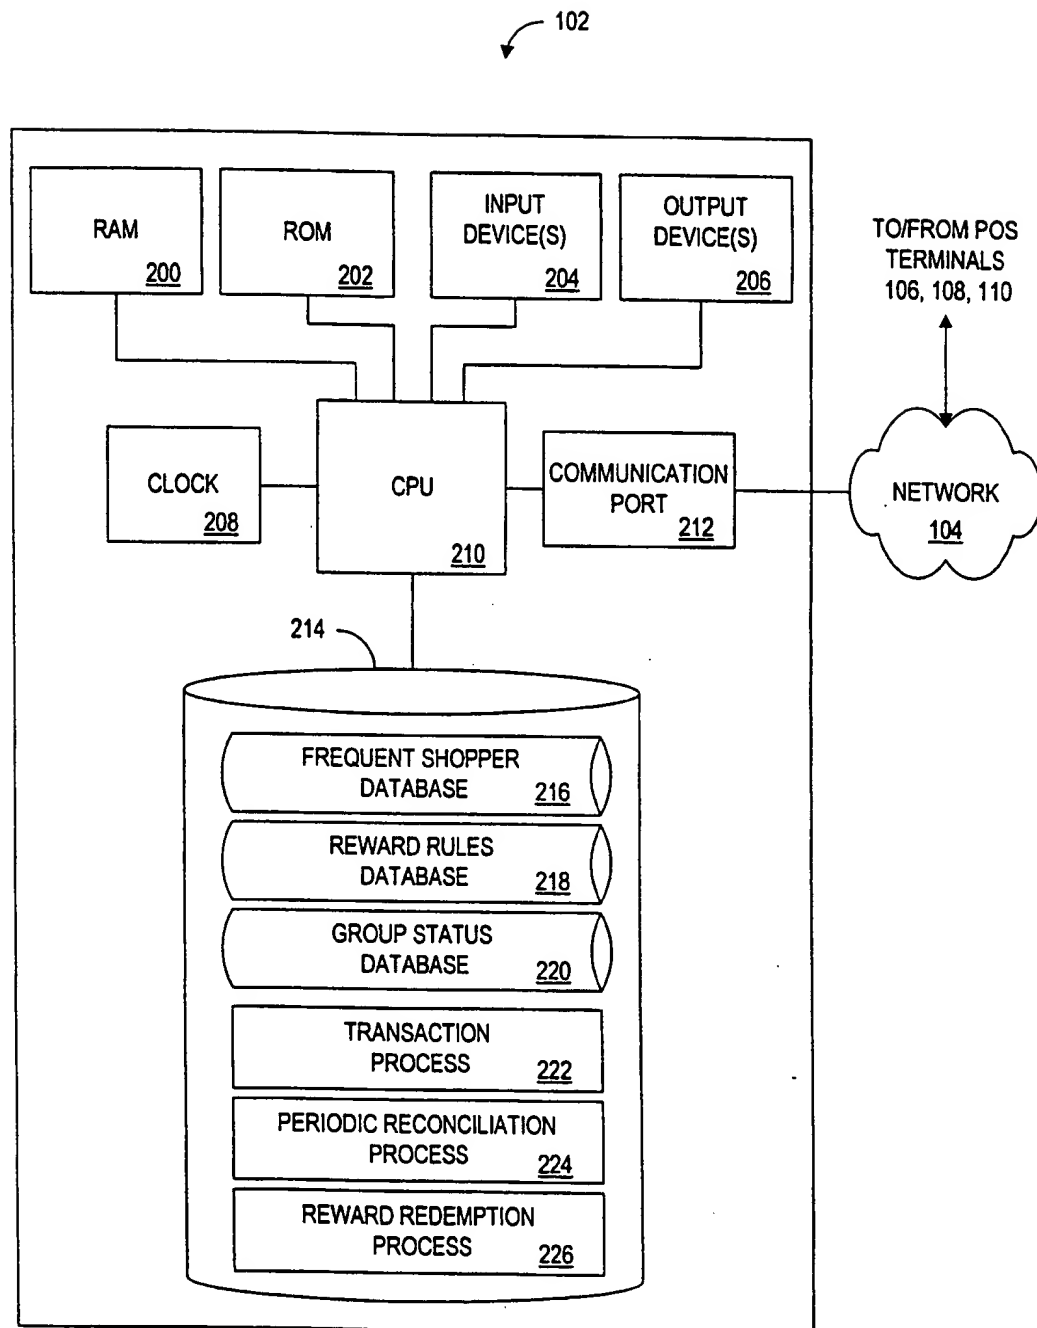 102
RAM
200
ROM
202
INPUT
DEVICE(S)
204
OUTPUT
DEVICE(S)
206
TO/FROM POS
TERMINALS
106, 108, 110
CLOCK
208
CPU
210
COMMUNICATION
PORT
212
NETWORK
104
214
FREQUENT SHOPPER
DATABASE
216
REWARD RULES
DATABASE
218
GROUP STATUS
DATABASE
220
TRANSACTION
PROCESS
222
PERIODIC RECONCILIATION
PROCESS
224
REWARD REDEMPTION
PROCESS
226